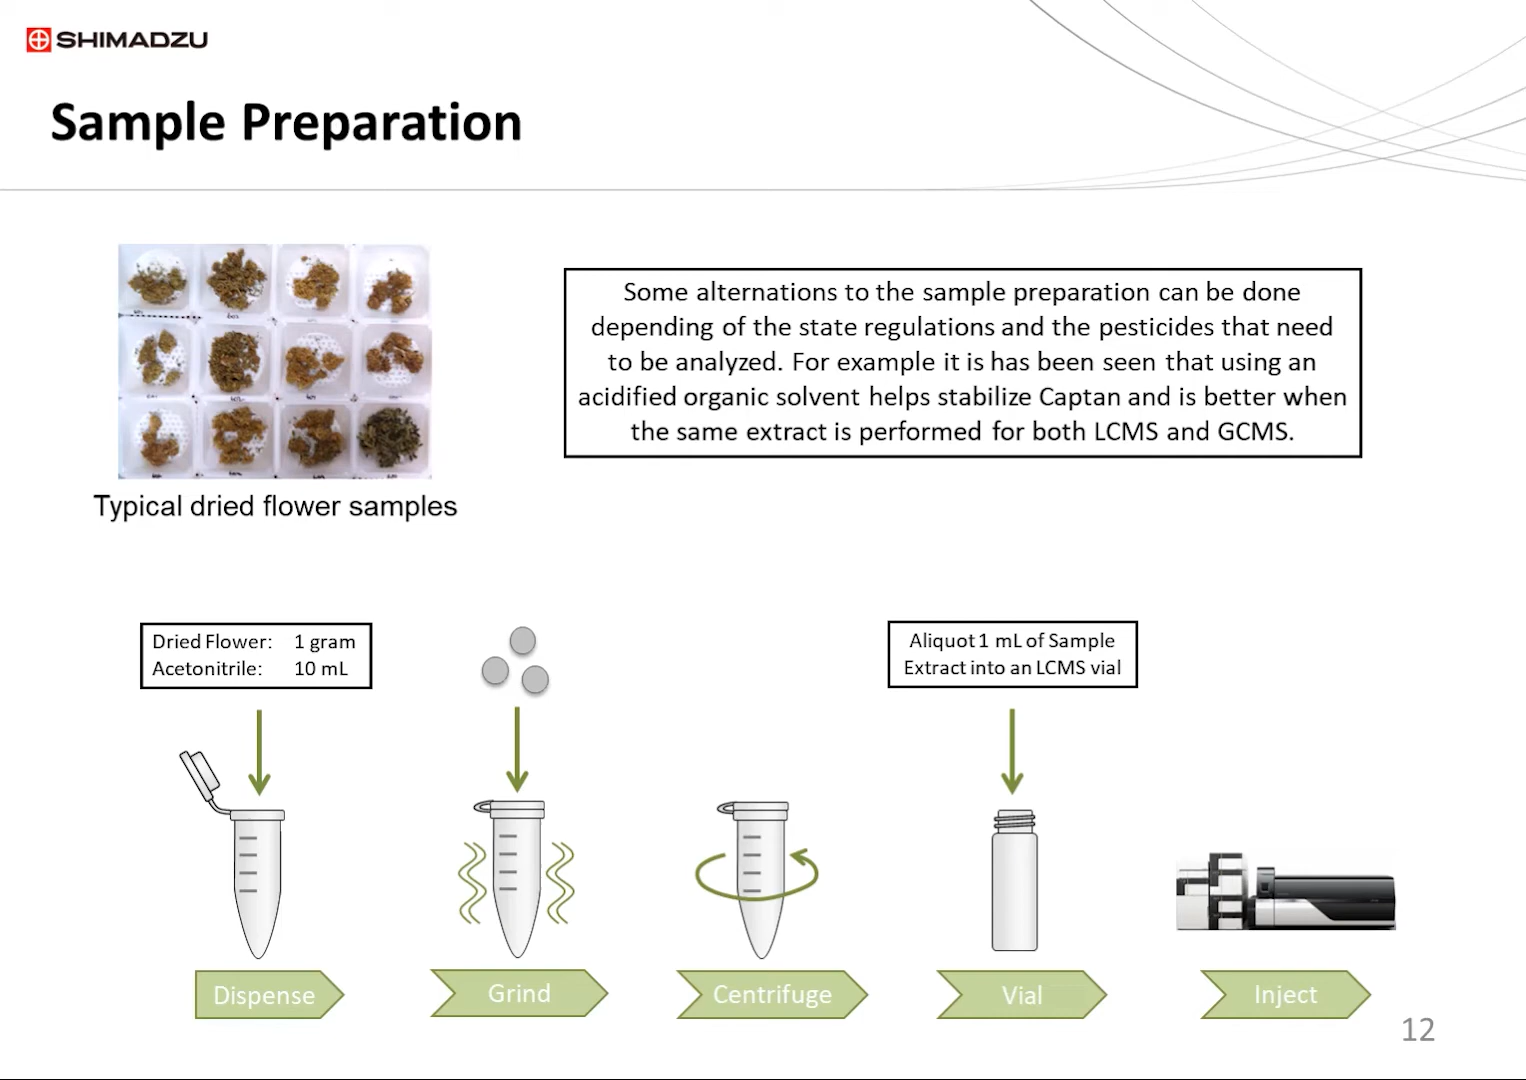 SHIMADZU
Sample Preparation
Some alternations to the sample preparation can be done
depending of the state regulations and the pesticides that need
to be analyzed. For example it is has been seen that using an
acidified organic solvent helps stabilize Captan and is better when
the same extract is performed for both LCMS and GCMS.
Typical dried flower samples
Dried Flower: 1 gram
Acetonitrile: 10 mL
Aliquot 1 mL of Sample
Extract into an LCMS vial
Dispense
Grind
Centrifuge
Vial
Inject
12